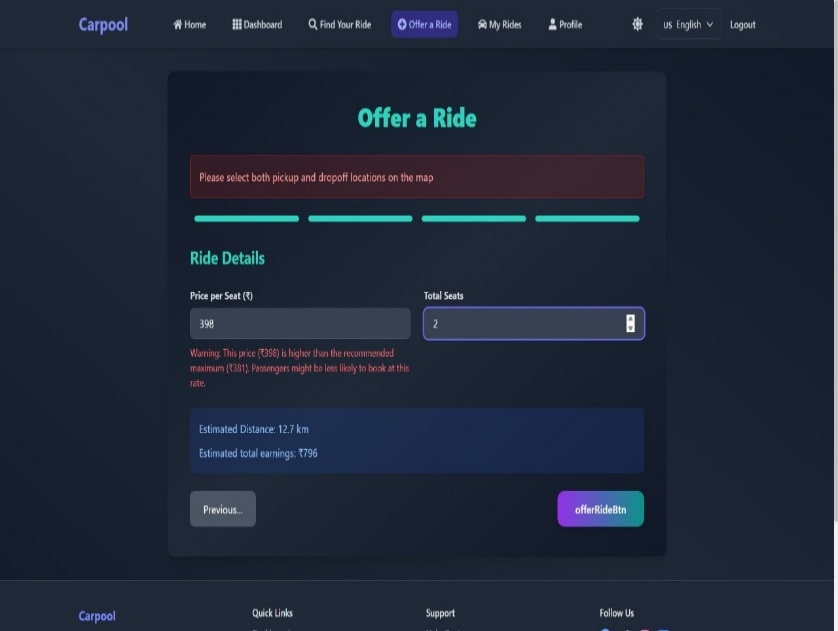 Carpool
Home
Dashboard
Find Your Ride
Offer a Ride
My Rides
Profile
US English
Logout
Offer a Ride
Please select both pickup and dropoff locations on the map
Ride Details
Price per Seat (₹)
Total Seats
398
2
Warning: This price (₹398) is higher than the recommended
maximum (₹381). Passengers might be less likely to book at this
rate.
Estimated Distance: 12.7 km
Estimated total earnings: ₹796
Previous...
offerRideBtn
Carpool
Quick Links
Support
Follow Us